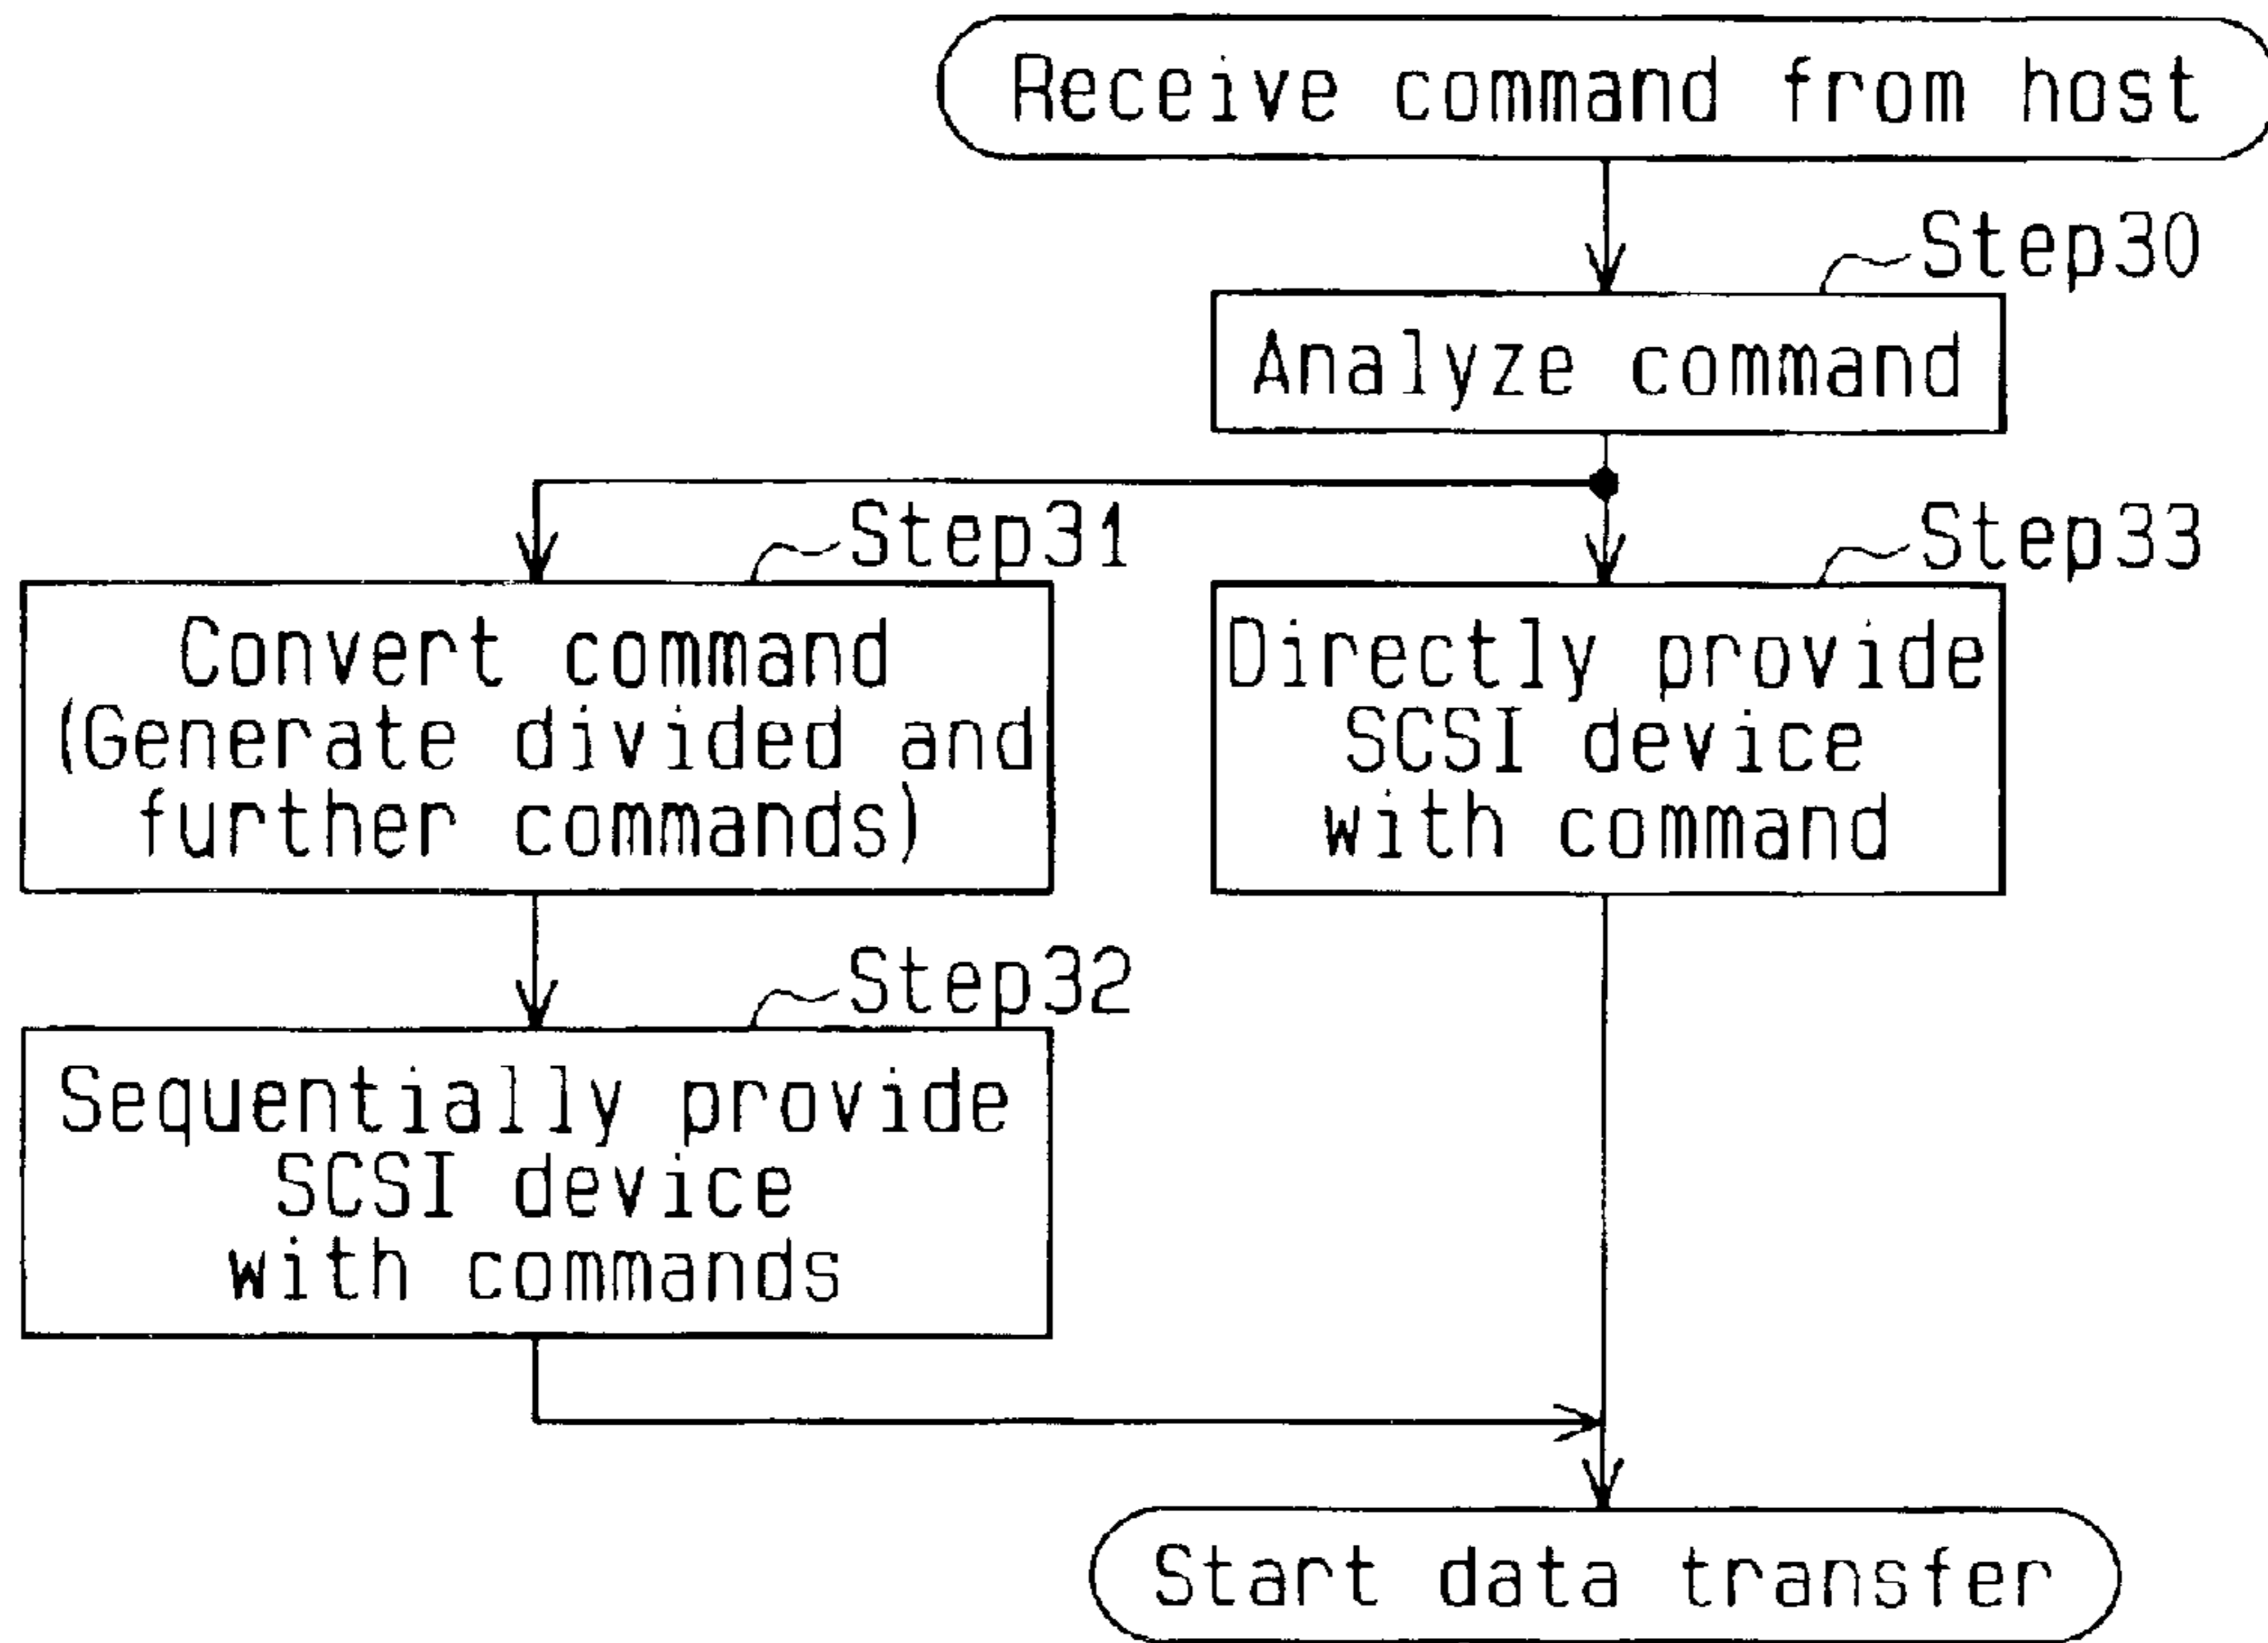 Receive command from host
Step30
Analyze command
Step31
Convert command
(Generate divided and
further commands)
Step33
Directly provide
SCSI device
with command
Step32
Sequentially provide
SCSI device
with commands
Start data transfer